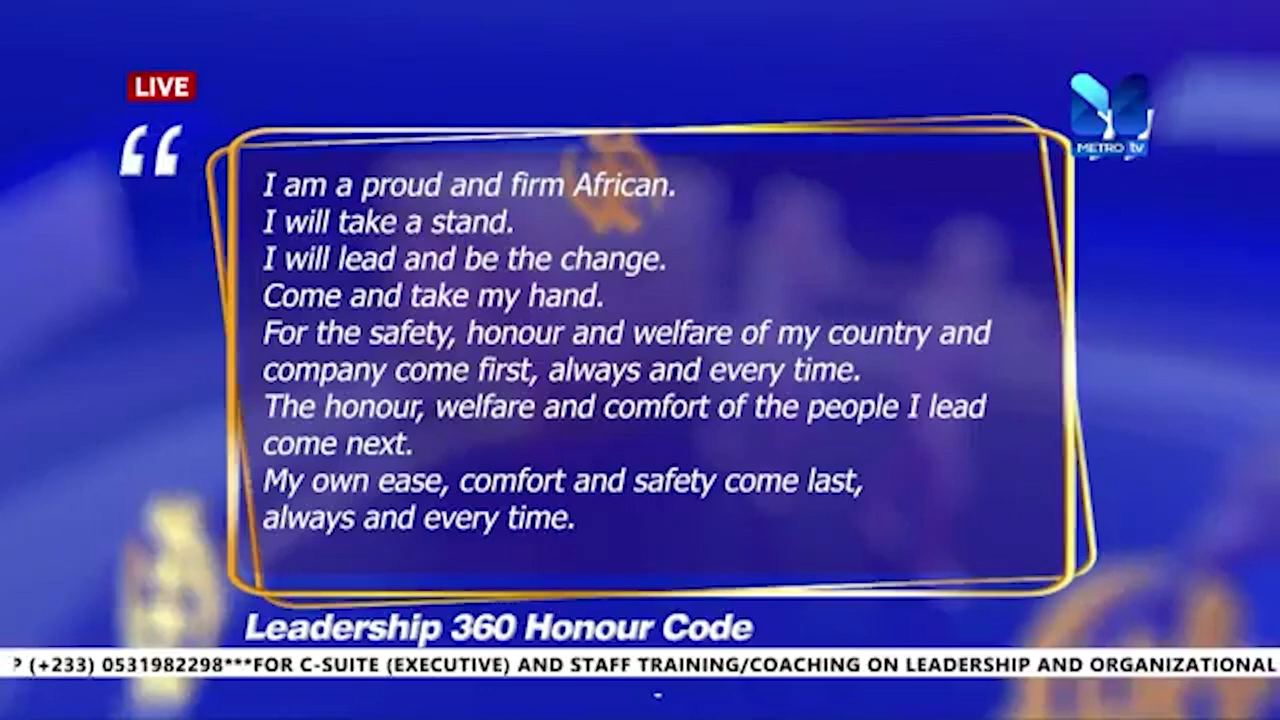 LIVE
METRO tv
“
I am a proud and firm African.
I will take a stand.
I will lead and be the change.
Come and take my hand.
For the safety, honour and welfare of my country and
company come first, always and every time.
The honour, welfare and comfort of the people I lead
come next.
My own ease, comfort and safety come last,
always and every time.
Leadership 360 Honour Code
(+233) 0531982298***FOR C-SUITE (EXECUTIVE) AND STAFF TRAINING/COACHING ON LEADERSHIP AND ORGANIZATIONAL